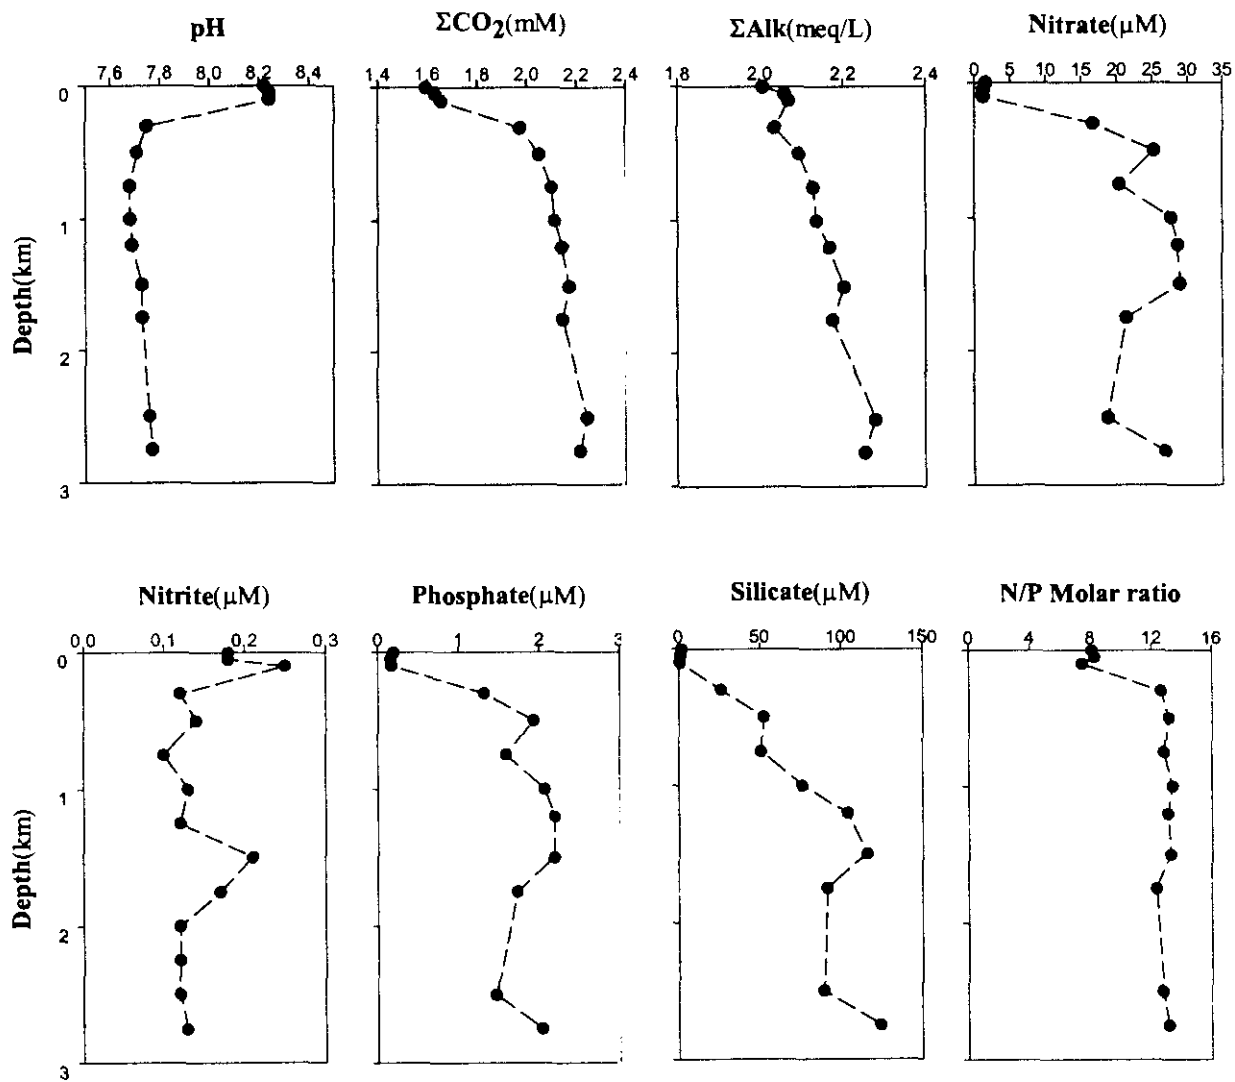 pH ΣCO2(mM) ΣAlk(meq/L) Nitrate(μM)
7,6 7,8 8,0 8,2 8,4 1,4 1,6 1,8 2,0 2,2 2,4 1,8 2,0 2,2 2,4 0 5 10 15 20 25 30 35
0
1
Depth(km)
2
3
Nitrite(μM) Phosphate(μM) Silicate(μM) N/P Molar ratio
0,0 0,1 0,2 0,3 0 1 2 3 0 50 100 150 0 4 8 12 16
0
1
Depth(km)
2
3